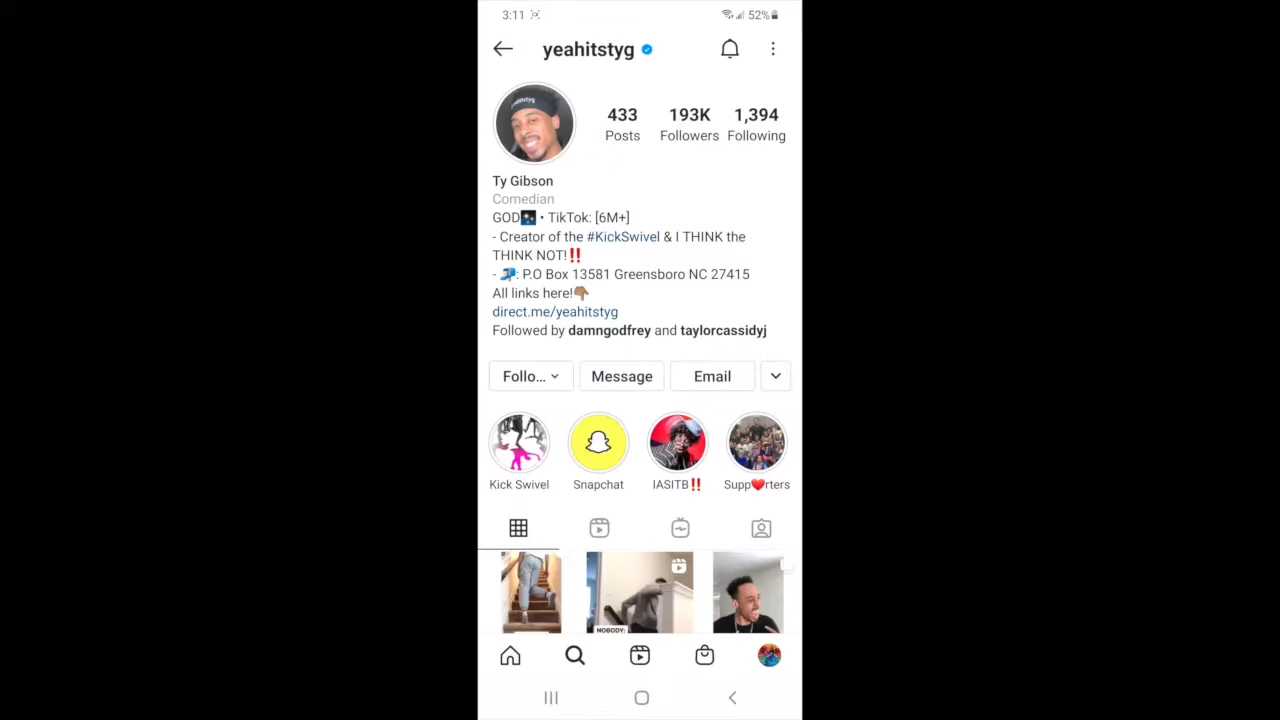 3:11 52%
yeahitstyg
433 193K 1,394
Posts Followers Following
yeahitstyg
Ty Gibson
Comedian
GOD🌌 • TikTok: [6M+]
- Creator of the #KickSwivel & I THINK the
THINK NOT!‼️
- 📬: P.O Box 13581 Greensboro NC 27415
All links here!👇🏽
direct.me/yeahitstyg
Followed by damngodfrey and taylorcassidyj
Follo... Message Email
Kick Swivel Snapchat IASITB‼️ Supp❤️rters
NOBODY: